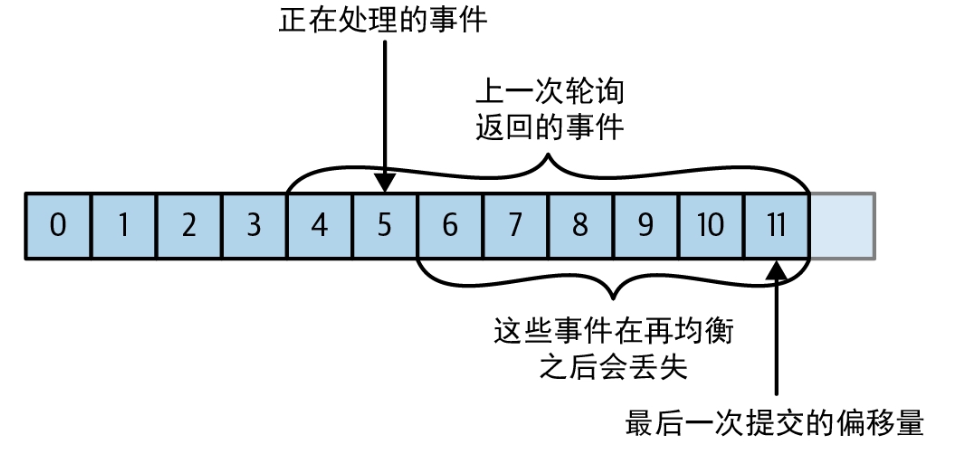 正在处理的事件
上一次轮询
返回的事件
0 1 2 3 4 5 6 7 8 9 10 11
这些事件在再均衡
之后会丢失
最后一次提交的偏移量